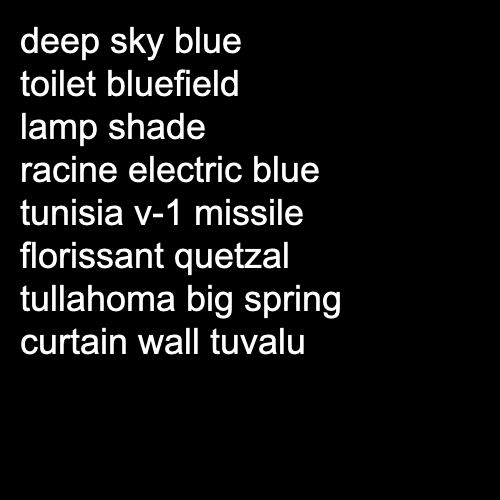 deep sky blue
toilet bluefield
lamp shade
racine electric blue
tunisia v-1 missile
florissant quetzal
tullahoma big spring
curtain wall tuvalu